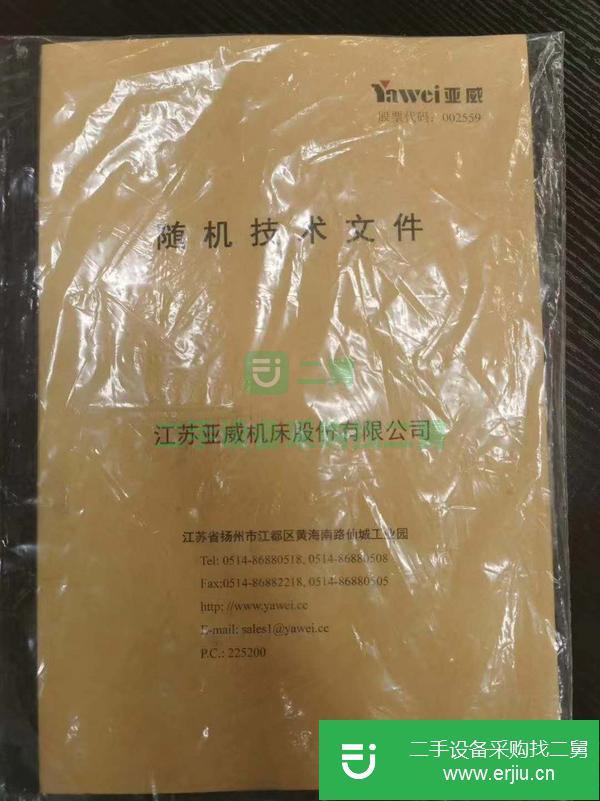 Yawei亚威
股票代码：002559
随机技术文件
二舅
江苏亚威机床股份有限公司
江苏省扬州市江都区黄海南路仙城工业园
Tel: 0514-86880518, 0514-86880508
Fax:0514-86882218, 0514-86880505
http: //www.yawei.cc
E-mail: sales1@yawei.cc
P.C.: 225200
二手设备采购找二舅
www.erjiu.cn